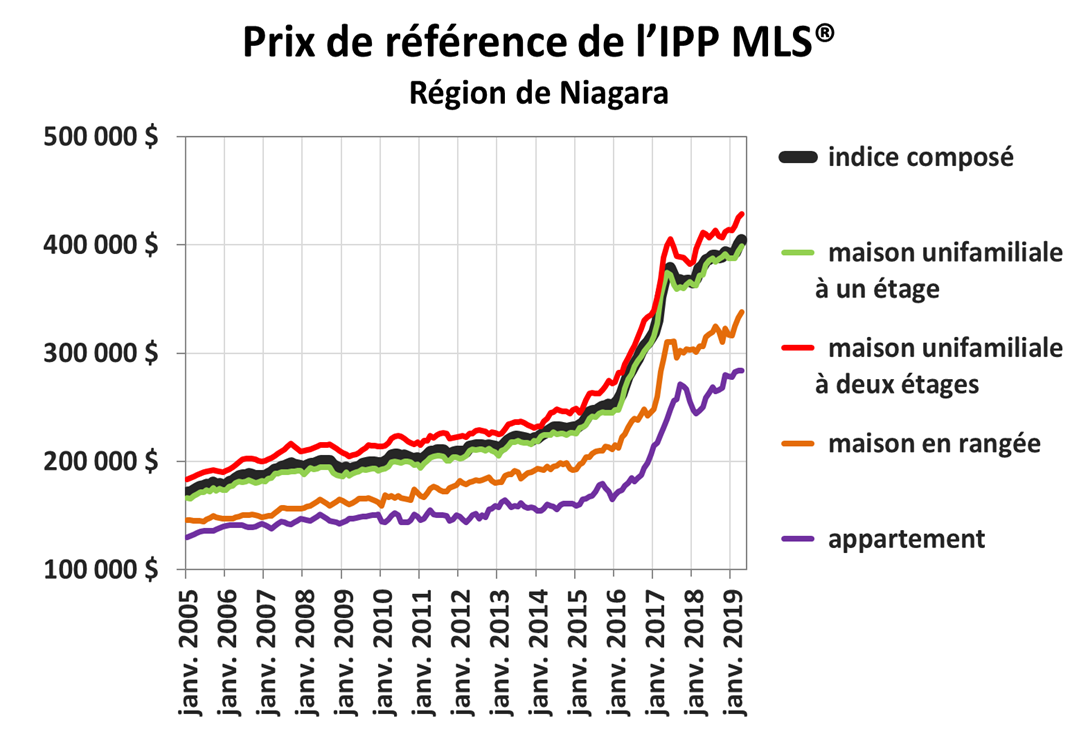 Prix de référence de l’IPP MLS®
Région de Niagara
500 000 $
400 000 $
300 000 $
200 000 $
100 000 $
janv. 2005
janv. 2006
janv. 2007
janv. 2008
janv. 2009
janv. 2010
janv. 2011
janv. 2012
janv. 2013
janv. 2014
janv. 2015
janv. 2016
janv. 2017
janv. 2018
janv. 2019
indice composé
maison unifamiliale
à un étage
maison unifamiliale
à deux étages
maison en rangée
appartement